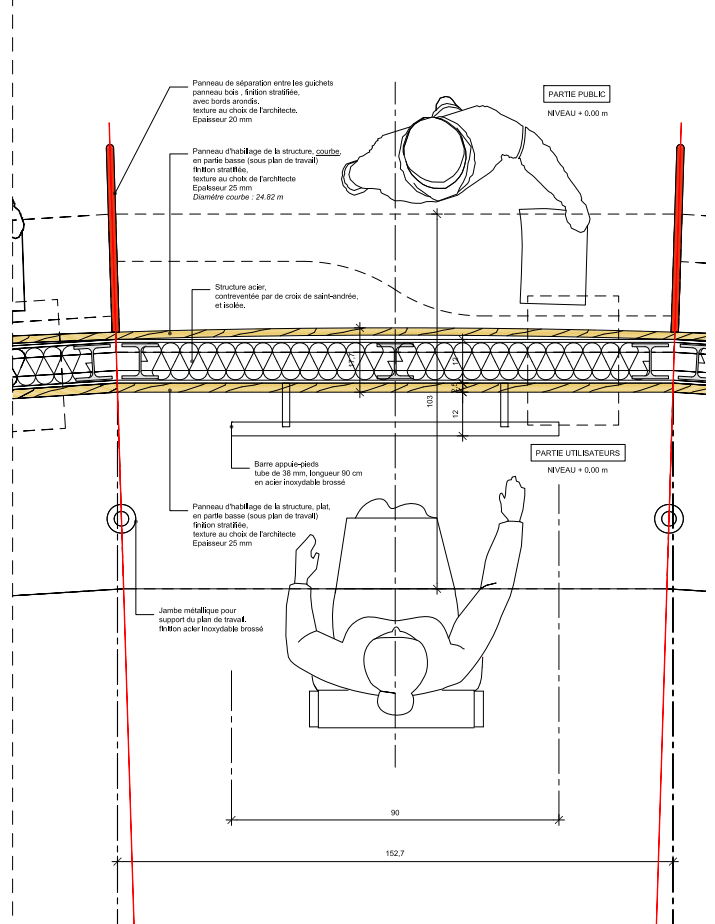 Panneau de séparation entre les guichets
panneau bois , finition stratifiée,
avec bords arondis.
texture au choix de l'architecte.
Epaisseur 20 mm
PARTIE PUBLIC
NIVEAU + 0.00 m
Panneau d'habillage de la structure, courbe,
en partie basse (sous plan de travail)
finition stratifiée,
texture au choix de l'architecte
Epaisseur 25 mm
Diamètre courbe : 24.82 m
Structure acier,
contreventée par de croix de saint-andrée,
et isolée.
12
2,5
103
12
Barre appuie-pieds
tube de 38 mm, longueur 90 cm
en acier inoxydable brossé
PARTIE UTILISATEURS
NIVEAU + 0.00 m
Panneau d'habillage de la structure, plat,
en partie basse (sous plan de travail)
finition stratifiée,
texture au choix de l'architecte
Epaisseur 25 mm
Jambe métallique pour
support du plan de travail.
finition acier inoxydable brossé
90
152,7